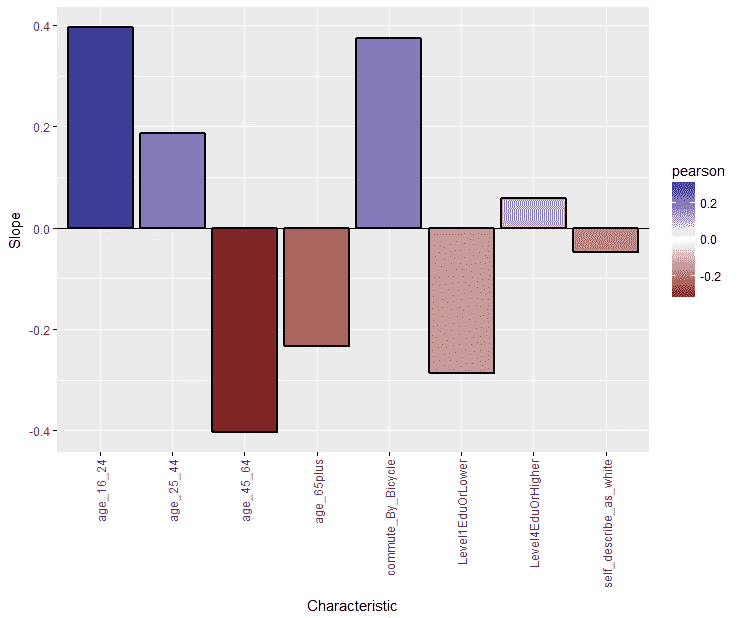 0.4
0.2
0.0
-0.2
-0.4
Slope
age_16_24
age_25_44
age_45_64
age_65plus
commute_By_Bicycle
Level1EduOrLower
Level4EduOrHigher
self_describe_as_white
Characteristic
pearson
0.2
0.0
-0.2